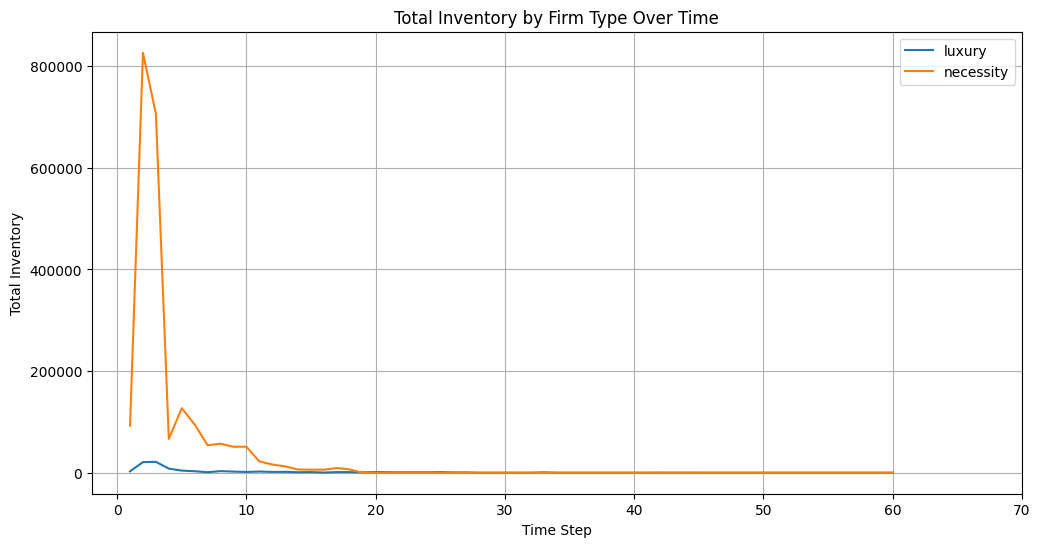 Total Inventory by Firm Type Over Time
luxury
necessity
800000
600000
400000
200000
0
Total Inventory
0 10 20 30 40 50 60 70
Time Step